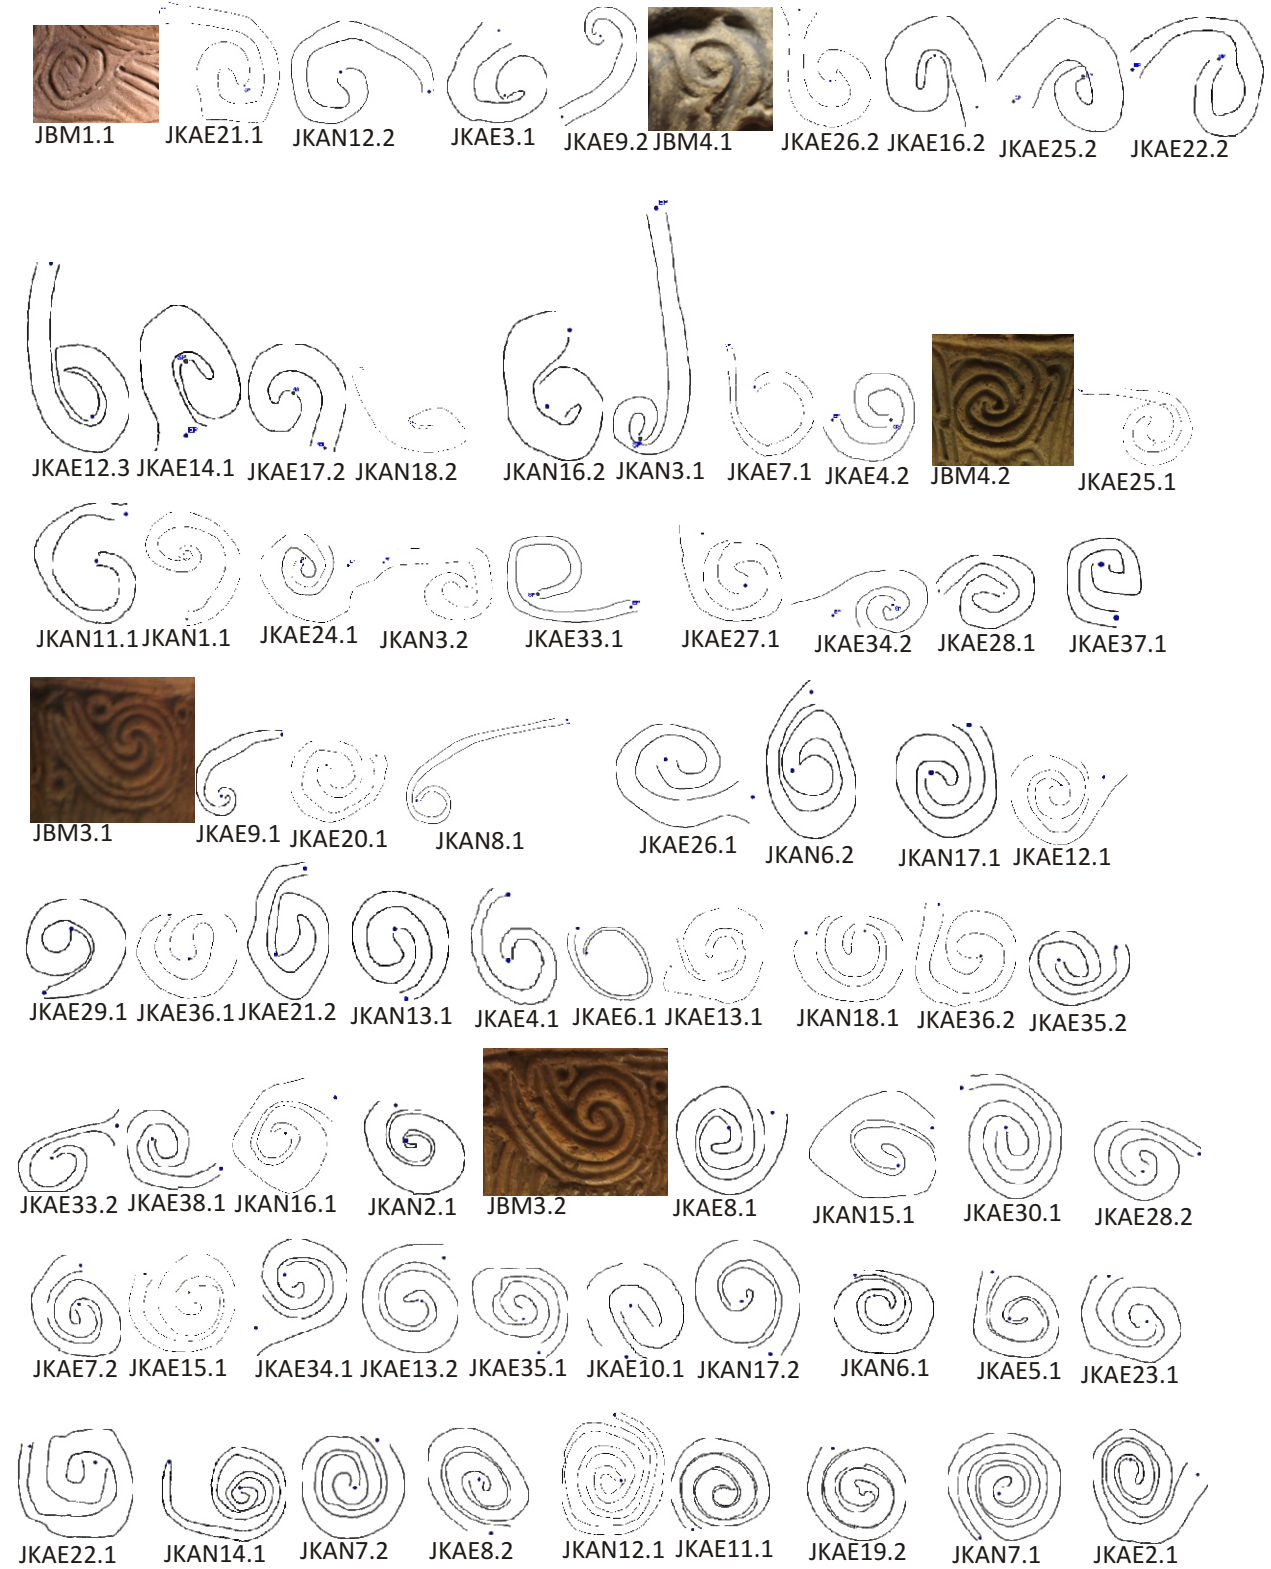 JBM1.1 JKAE21.1 JKAN12.2 JKAE3.1 JKAE9.2 JBM4.1 JKAE26.2 JKAE16.2 JKAE25.2 JKAE22.2
JKAE12.3 JKAE14.1 JKAE17.2 JKAN18.2 JKAN16.2 JKAN3.1 JKAE7.1 JKAE4.2 JBM4.2 JKAE25.1
JKAN11.1 JKAN1.1 JKAE24.1 JKAN3.2 JKAE33.1 JKAE27.1 JKAE34.2 JKAE28.1 JKAE37.1
JBM3.1 JKAE9.1 JKAE20.1 JKAN8.1 JKAE26.1 JKAN6.2 JKAN17.1 JKAE12.1
JKAE29.1 JKAE36.1 JKAE21.2 JKAN13.1 JKAE4.1 JKAE6.1 JKAE13.1 JKAN18.1 JKAE36.2 JKAE35.2
JKAE33.2 JKAE38.1 JKAN16.1 JKAN2.1 JBM3.2 JKAE8.1 JKAN15.1 JKAE30.1 JKAE28.2
JKAE7.2 JKAE15.1 JKAE34.1 JKAE13.2 JKAE35.1 JKAE10.1 JKAN17.2 JKAN6.1 JKAE5.1 JKAE23.1
JKAE22.1 JKAN14.1 JKAN7.2 JKAE8.2 JKAN12.1 JKAE11.1 JKAE19.2 JKAN7.1 JKAE2.1